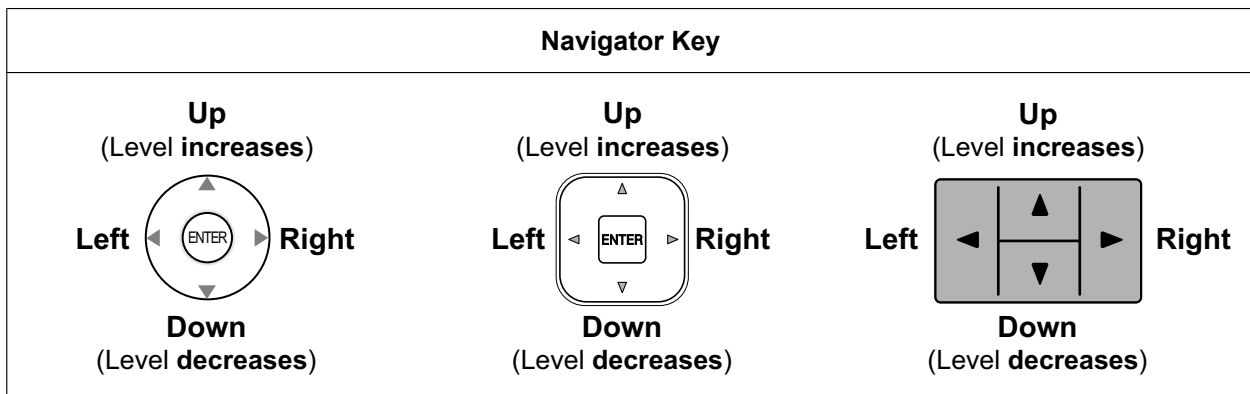 Navigator Key
Up
(Level increases)
Left
ENTER
Right
Down
(Level decreases)
Up
(Level increases)
Left
ENTER
Right
Down
(Level decreases)
Up
(Level increases)
Left
Right
Down
(Level decreases)